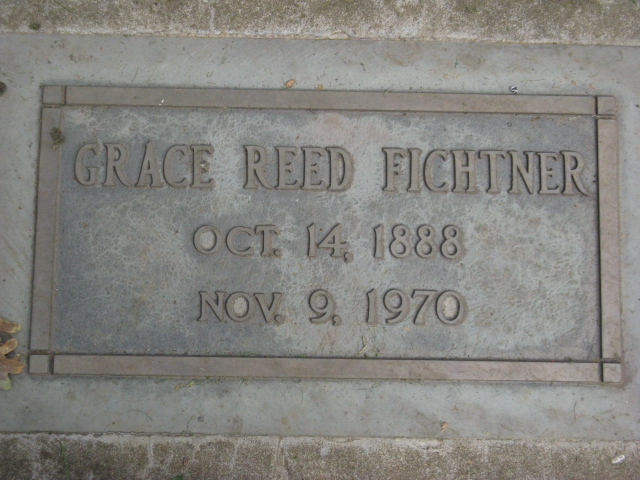 GRACE REED FICHTNER
OCT. 14, 1888
NOV. 9, 1970